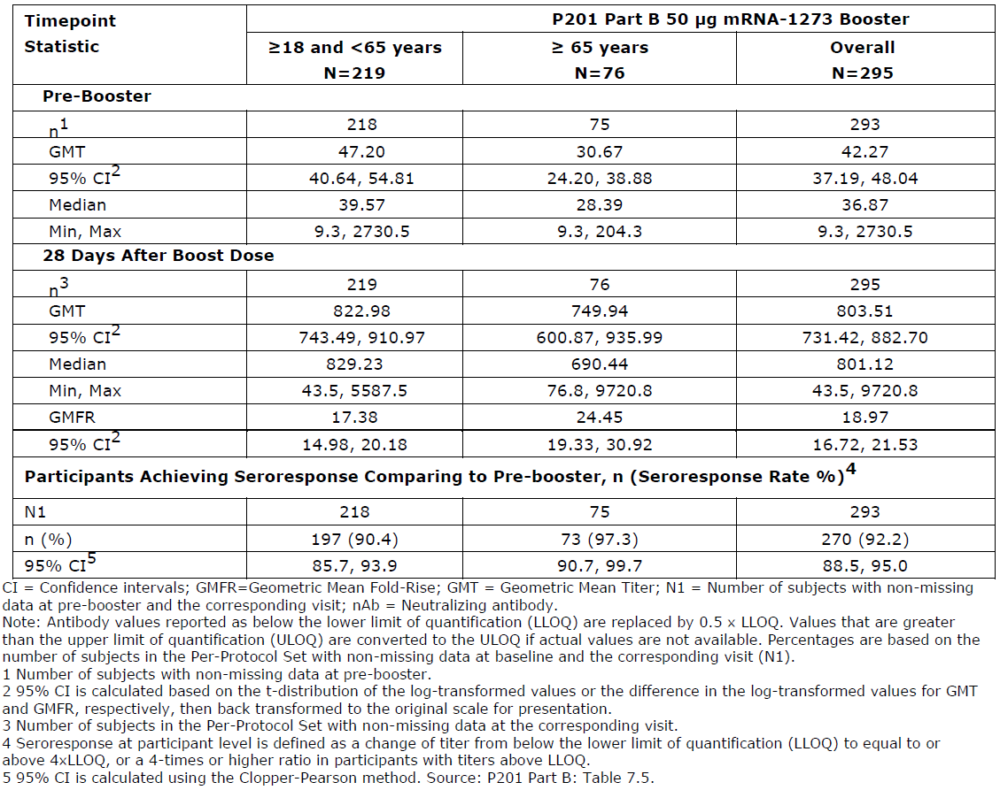 Timepoint Statistic P201 Part B 50 µg mRNA-1273 Booster
≥18 and <65 years N=219 ≥ 65 years N=76 Overall N=295
Pre-Booster
n1 218 75 293
GMT 47.20 30.67 42.27
95% CI2 40.64, 54.81 24.20, 38.88 37.19, 48.04
Median 39.57 28.39 36.87
Min, Max 9.3, 2730.5 9.3, 204.3 9.3, 2730.5
28 Days After Boost Dose
n3 219 76 295
GMT 822.98 749.94 803.51
95% CI2 743.49, 910.97 600.87, 935.99 731.42, 882.70
Median 829.23 690.44 801.12
Min, Max 43.5, 5587.5 76.8, 9720.8 43.5, 9720.8
GMFR 17.38 24.45 18.97
95% CI2 14.98, 20.18 19.33, 30.92 16.72, 21.53
Participants Achieving Seroresponse Comparing to Pre-booster, n (Seroresponse Rate %)4
N1 218 75 293
n (%) 197 (90.4) 73 (97.3) 270 (92.2)
95% CI5 85.7, 93.9 90.7, 99.7 88.5, 95.0
CI = Confidence intervals; GMFR=Geometric Mean Fold-Rise; GMT = Geometric Mean Titer; N1 = Number of subjects with non-missing
data at pre-booster and the corresponding visit; nAb = Neutralizing antibody.
Note: Antibody values reported as below the lower limit of quantification (LLOQ) are replaced by 0.5 x LLOQ. Values that are greater
than the upper limit of quantification (ULOQ) are converted to the ULOQ if actual values are not available. Percentages are based on the
number of subjects in the Per-Protocol Set with non-missing data at baseline and the corresponding visit (N1).
1 Number of subjects with non-missing data at pre-booster.
2 95% CI is calculated based on the t-distribution of the log-transformed values or the difference in the log-transformed values for GMT
and GMFR, respectively, then back transformed to the original scale for presentation.
3 Number of subjects in the Per-Protocol Set with non-missing data at the corresponding visit.
4 Seroresponse at participant level is defined as a change of titer from below the lower limit of quantification (LLOQ) to equal to or
above 4xLLOQ, or a 4-times or higher ratio in participants with titers above LLOQ.
5 95% CI is calculated using the Clopper-Pearson method. Source: P201 Part B: Table 7.5.